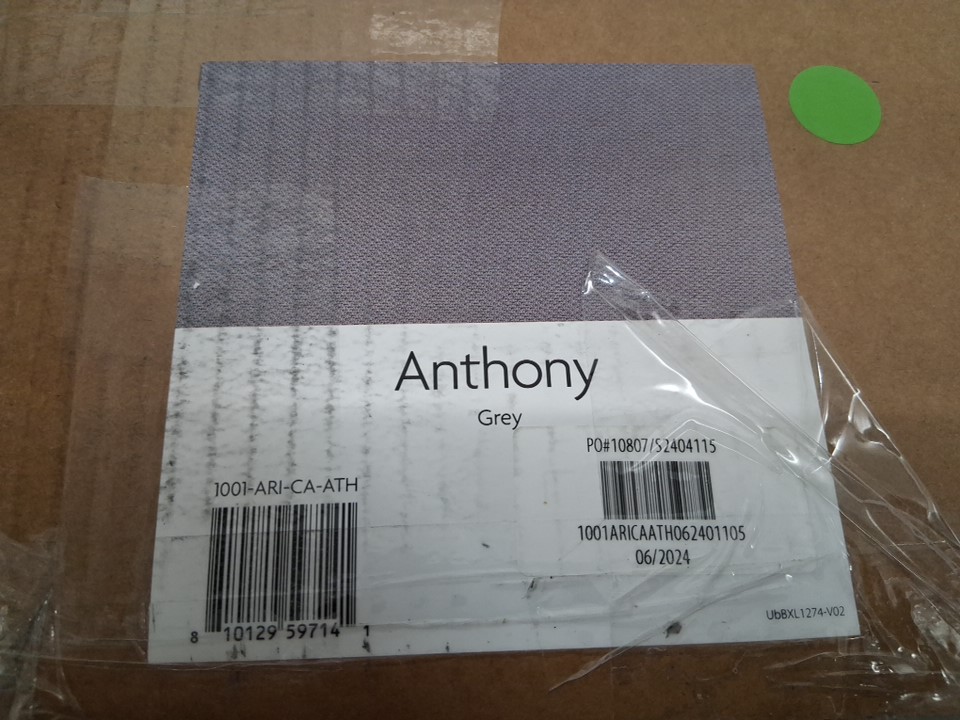 Anthony
Grey
PO#10807/S2404115
1001-ARI-CA-ATH
1001ARICAATH062401105
06/2024
UbBXL1274-V02
8 10129 59714 1